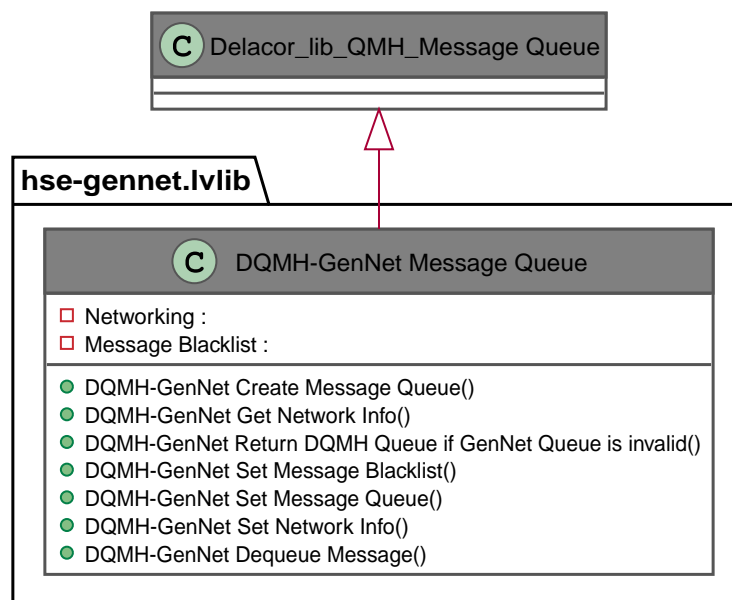 C Delacor_lib_QMH_Message Queue
hse-gennet.lvlib
C DQMH-GenNet Message Queue
Networking :
Message Blacklist :
DQMH-GenNet Create Message Queue()
DQMH-GenNet Get Network Info()
DQMH-GenNet Return DQMH Queue if GenNet Queue is invalid()
DQMH-GenNet Set Message Blacklist()
DQMH-GenNet Set Message Queue()
DQMH-GenNet Set Network Info()
DQMH-GenNet Dequeue Message()